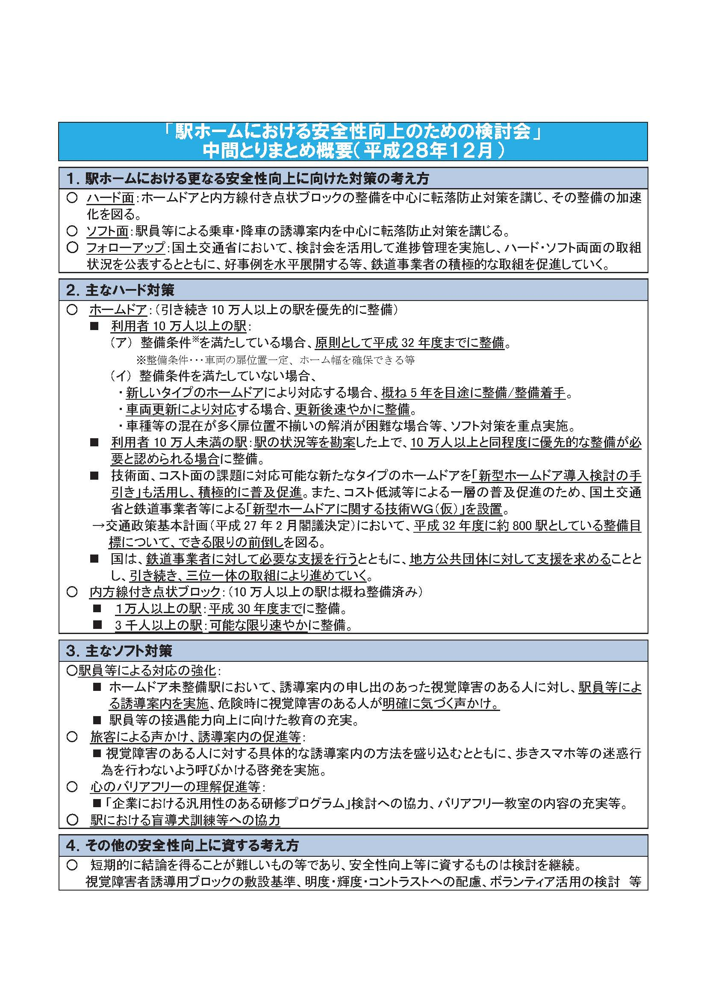 「駅ホームにおける安全性向上のための検討会」
中間とりまとめ概要（平成２８年１２月）
１．駅ホームにおける更なる安全性向上に向けた対策の考え方
○ ハード面：ホームドアと内方線付き点状ブロックの整備を中心に転落防止対策を講じ、その整備の加速
化を図る。
○ ソフト面：駅員等による乗車・降車の誘導案内を中心に転落防止対策を講じる。
○ フォローアップ：国土交通省において、検討会を活用して進捗管理を実施し、ハード・ソフト両面の取組
状況を公表するとともに、好事例を水平展開する等、鉄道事業者の積極的な取組を促進していく。
２．主なハード対策
○ ホームドア：（引き続き 10 万人以上の駅を優先的に整備）
■ 利用者 10 万人以上の駅：
（ア） 整備条件※を満たしている場合、原則として平成 32 年度までに整備。
※整備条件・・・車両の扉位置一定、ホーム幅を確保できる等
（イ） 整備条件を満たしていない場合、
・新しいタイプのホームドアにより対応する場合、概ね 5 年を目途に整備/整備着手。
・車両更新により対応する場合、更新後速やかに整備。
・車種等の混在が多く扉位置不揃いの解消が困難な場合等、ソフト対策を重点実施。
■ 利用者 10 万人未満の駅：駅の状況等を勘案した上で、10 万人以上と同程度に優先的な整備が必
要と認められる場合に整備。
■ 技術面、コスト面の課題に対応可能な新たなタイプのホームドアを「新型ホームドア導入検討の手
引き」も活用し、積極的に普及促進。また、コスト低減等による一層の普及促進のため、国土交通
省と鉄道事業者等による「新型ホームドアに関する技術ＷＧ（仮）」を設置。
→交通政策基本計画（平成 27 年 2 月閣議決定）において、平成 32 年度に約 800 駅としている整備目
標について、できる限りの前倒しを図る。
■ 国は、鉄道事業者に対して必要な支援を行うとともに、地方公共団体に対して支援を求めることと
し、引き続き、三位一体の取組により進めていく。
○ 内方線付き点状ブロック：（10 万人以上の駅は概ね整備済み）
■ １万人以上の駅：平成 30 年度までに整備。
■ 3 千人以上の駅：可能な限り速やかに整備。
３．主なソフト対策
○駅員等による対応の強化：
■ ホームドア未整備駅において、誘導案内の申し出のあった視覚障害のある人に対し、駅員等によ
る誘導案内を実施、危険時に視覚障害のある人が明確に気づく声かけ。
■ 駅員等の接遇能力向上に向けた教育の充実。
○ 旅客による声かけ、誘導案内の促進等：
■ 視覚障害のある人に対する具体的な誘導案内の方法を盛り込むとともに、歩きスマホ等の迷惑行
為を行わないよう呼びかける啓発を実施。
○ 心のバリアフリーの理解促進等：
■「企業における汎用性のある研修プログラム」検討への協力、バリアフリー教室の内容の充実等。
○ 駅における盲導犬訓練等への協力
４．その他の安全性向上に資する考え方
○ 短期的に結論を得ることが難しいもの等であり、安全性向上等に資するものは検討を継続。
視覚障害者誘導用ブロックの敷設基準、明度・輝度・コントラストへの配慮、ボランティア活用の検討 等